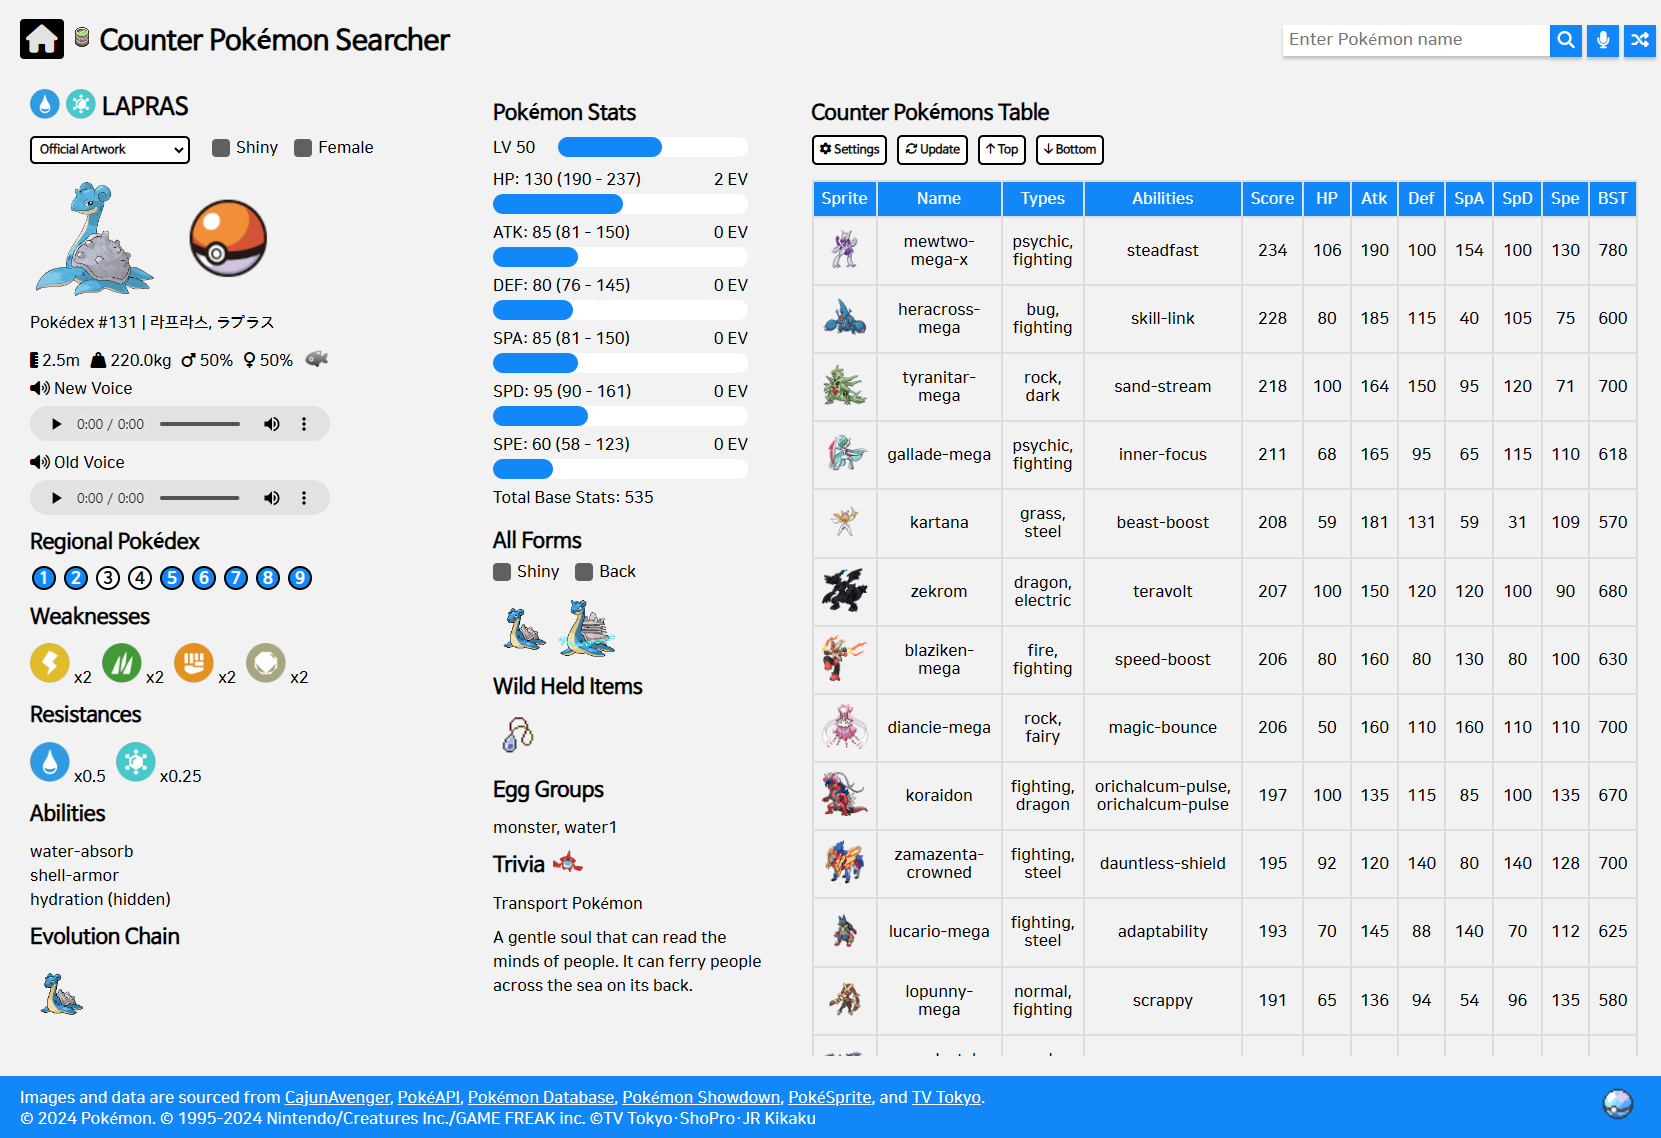 Counter Pokémon Searcher
Enter Pokémon name
LAPRAS
Official Artwork
Shiny
Female
Pokédex #131 | 라프라스, ラプラス
2.5m 220.0kg ♂ 50% ♀ 50%
New Voice
0:00 / 0:00
Old Voice
0:00 / 0:00
Regional Pokédex
1 2 3 4 5 6 7 8 9
Weaknesses
x2 x2 x2 x2
Resistances
x0.5 x0.25
Abilities
water-absorb
shell-armor
hydration (hidden)
Evolution Chain
Pokémon Stats
LV 50
HP: 130 (190 - 237) 2 EV
ATK: 85 (81 - 150) 0 EV
DEF: 80 (76 - 145) 0 EV
SPA: 85 (81 - 150) 0 EV
SPD: 95 (90 - 161) 0 EV
SPE: 60 (58 - 123) 0 EV
Total Base Stats: 535
All Forms
Shiny Back
Wild Held Items
Egg Groups
monster, water1
Trivia
Transport Pokémon
A gentle soul that can read the
minds of people. It can ferry people
across the sea on its back.
Counter Pokémons Table
Settings Update Top Bottom
Sprite Name Types Abilities Score HP Atk Def SpA SpD Spe BST
mewtwo-mega-x psychic, fighting steadfast 234 106 190 100 154 100 130 780
heracross-mega bug, fighting skill-link 228 80 185 115 40 105 75 600
tyranitar-mega rock, dark sand-stream 218 100 164 150 95 120 71 700
gallade-mega psychic, fighting inner-focus 211 68 165 95 65 115 110 618
kartana grass, steel beast-boost 208 59 181 131 59 31 109 570
zekrom dragon, electric teravolt 207 100 150 120 120 100 90 680
blaziken-mega fire, fighting speed-boost 206 80 160 80 130 80 100 630
diancie-mega rock, fairy magic-bounce 206 50 160 110 160 110 110 700
koraidon fighting, dragon orichalcum-pulse, orichalcum-pulse 197 100 135 115 85 100 135 670
zamazenta-crowned fighting, steel dauntless-shield 195 92 120 140 80 140 128 700
lucario-mega fighting, steel adaptability 193 70 145 88 140 70 112 625
lopunny-mega normal, fighting scrappy 191 65 136 94 54 96 135 580
Images and data are sourced from CajunAvenger, PokéAPI, Pokémon Database, Pokémon Showdown, PokéSprite, and TV Tokyo.
© 2024 Pokémon. © 1995-2024 Nintendo/Creatures Inc./GAME FREAK inc. ©TV Tokyo·ShoPro·JR Kikaku